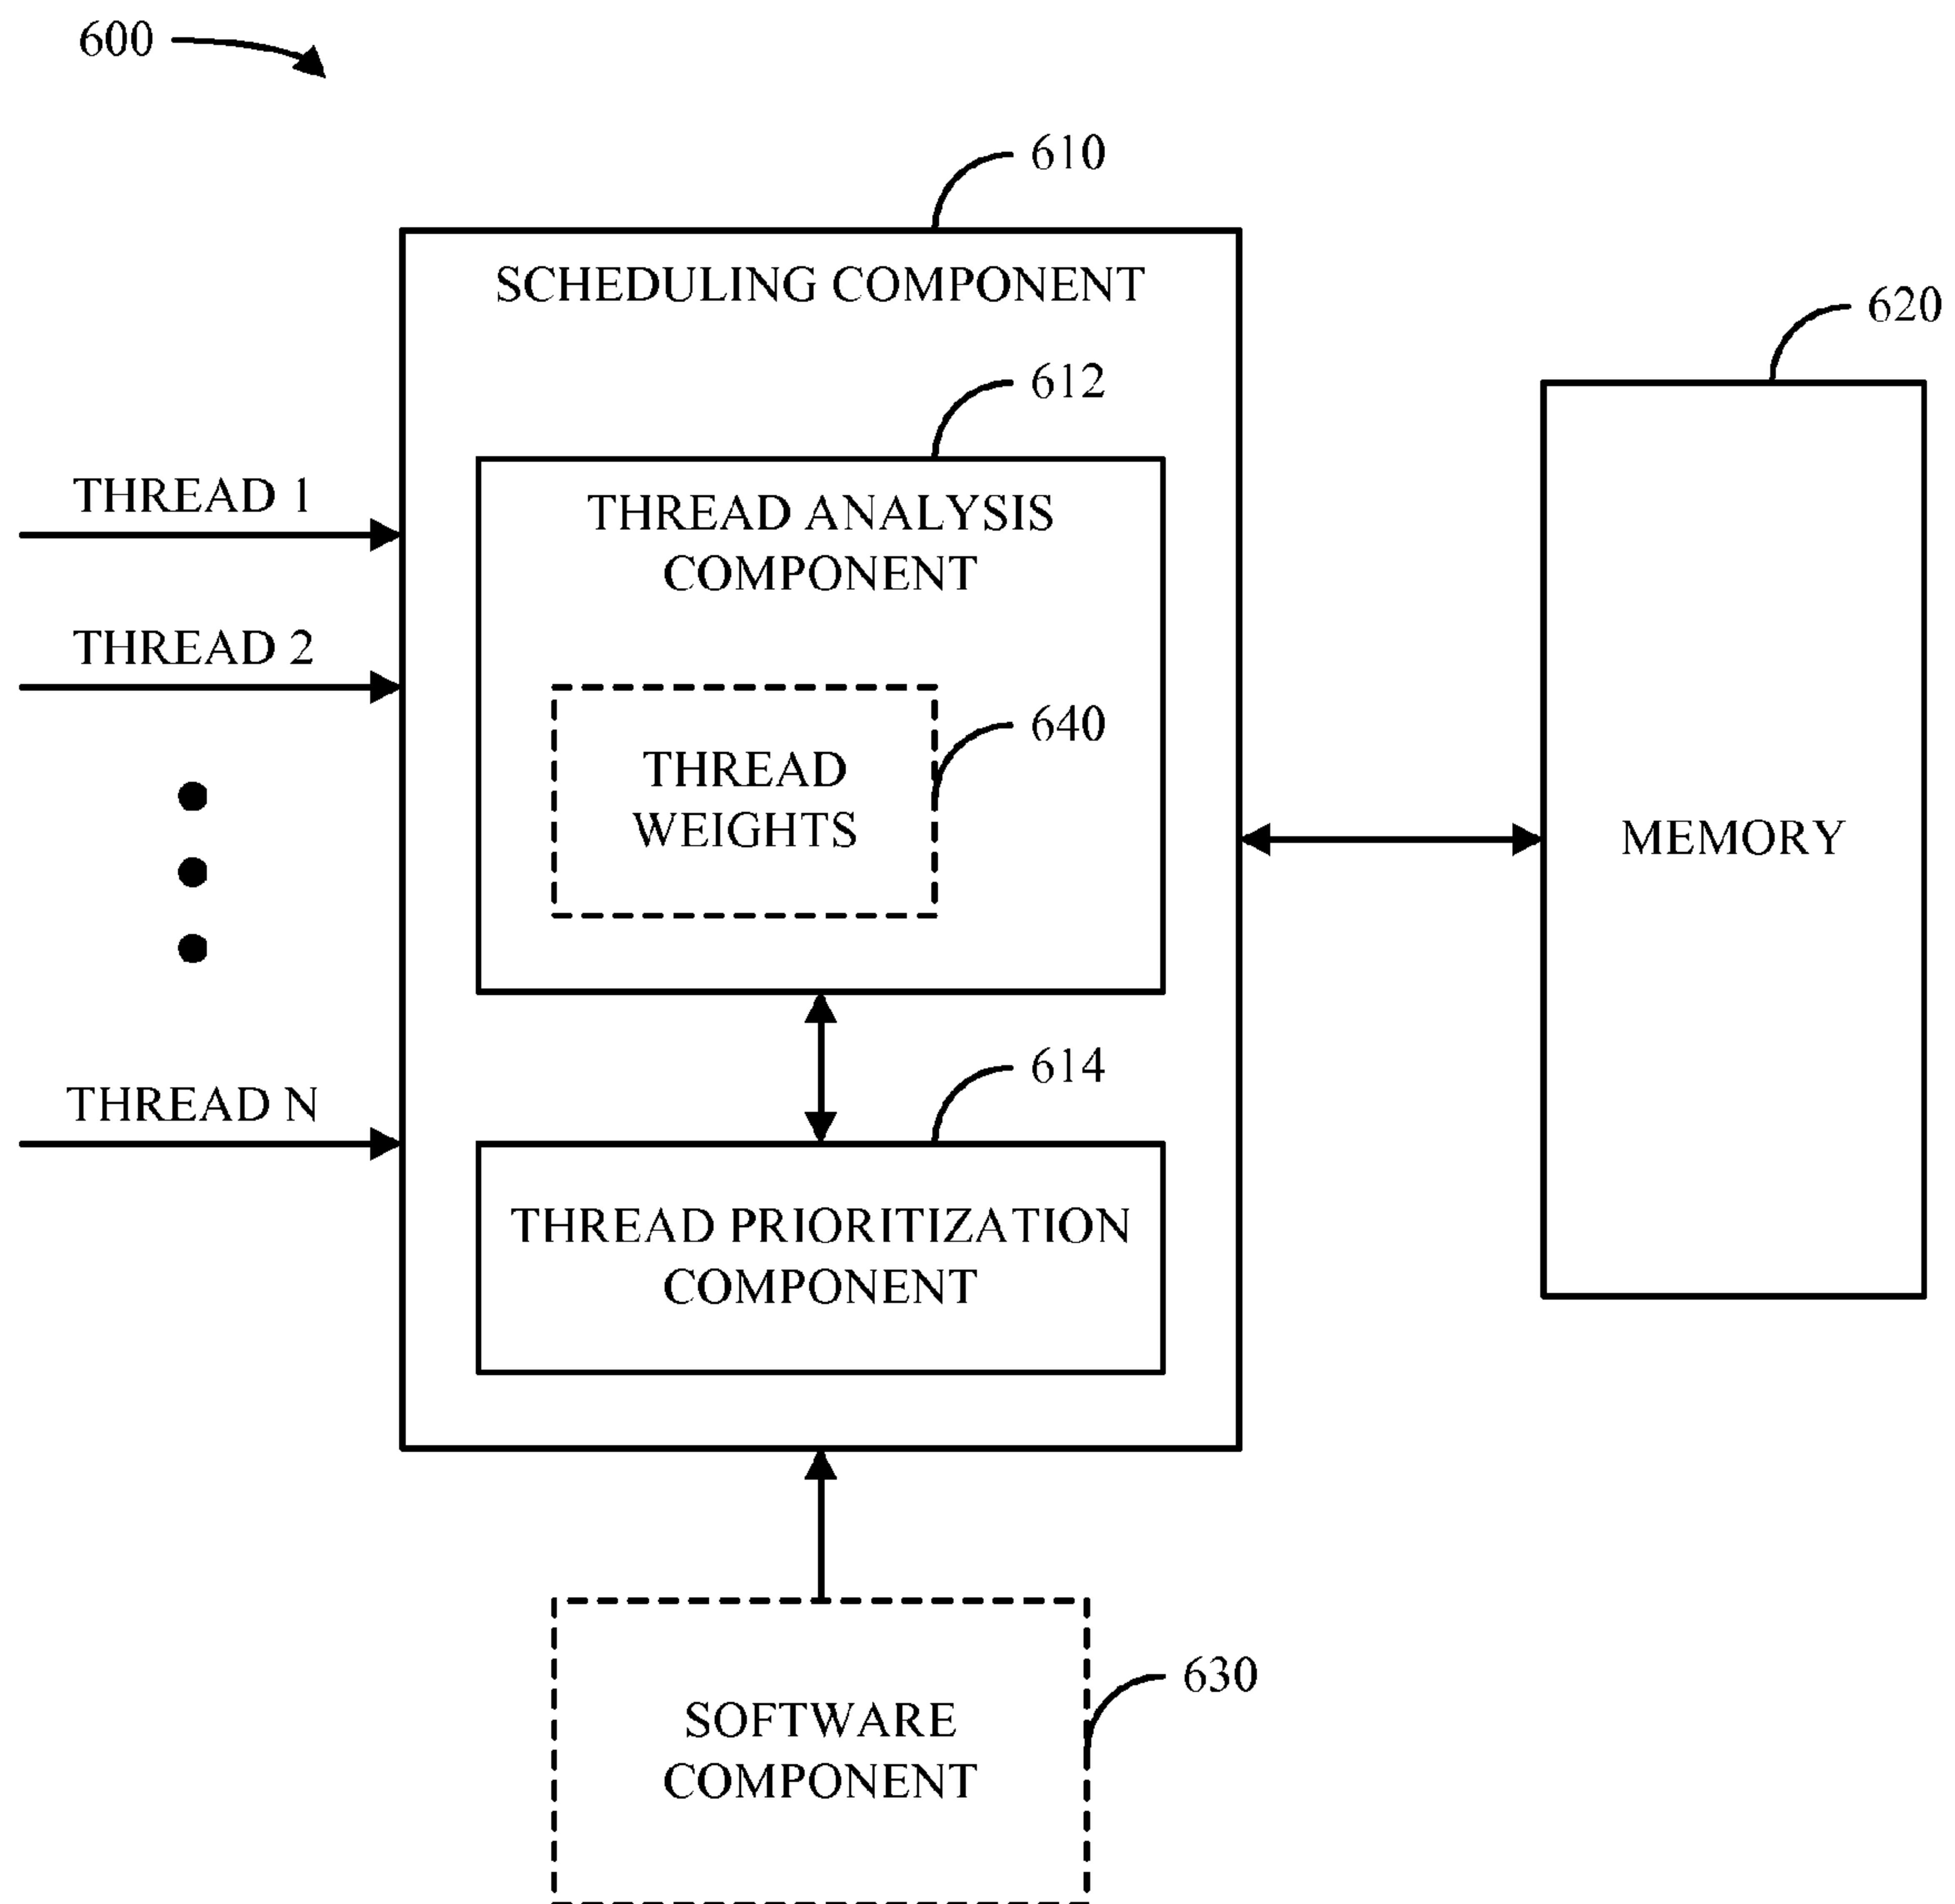 600
610
SCHEDULING COMPONENT
620
612
THREAD 1
THREAD ANALYSIS
COMPONENT
THREAD 2
640
THREAD
WEIGHTS
MEMORY
614
THREAD N
THREAD PRIORITIZATION
COMPONENT
630
SOFTWARE
COMPONENT